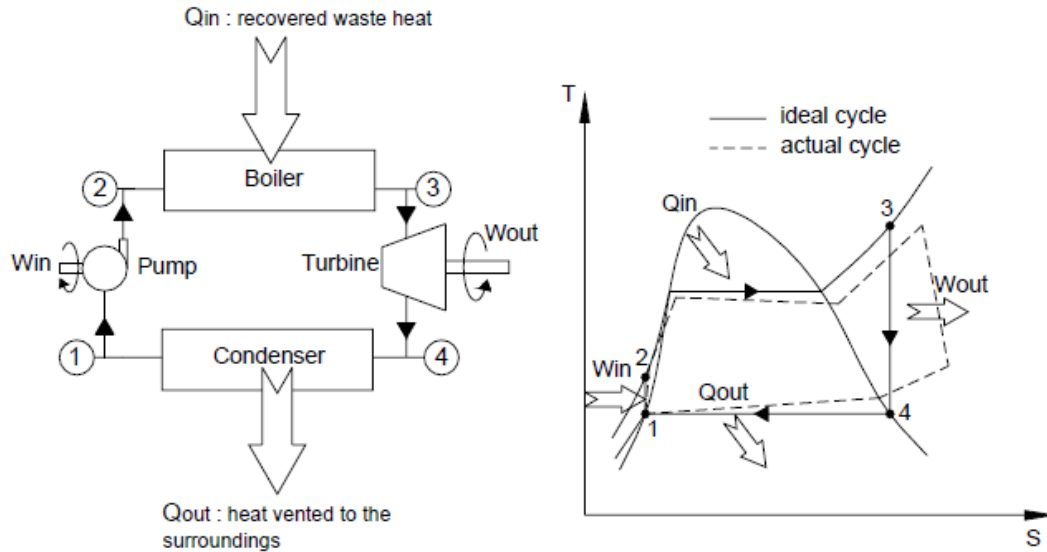 Qin : recovered waste heat
Boiler
2
3
Win
Pump
Turbine
Wout
1
Condenser
4
Qout : heat vented to the
surroundings
T
ideal cycle
actual cycle
Qin
3
Wout
2
Win
Qout
1
4
S